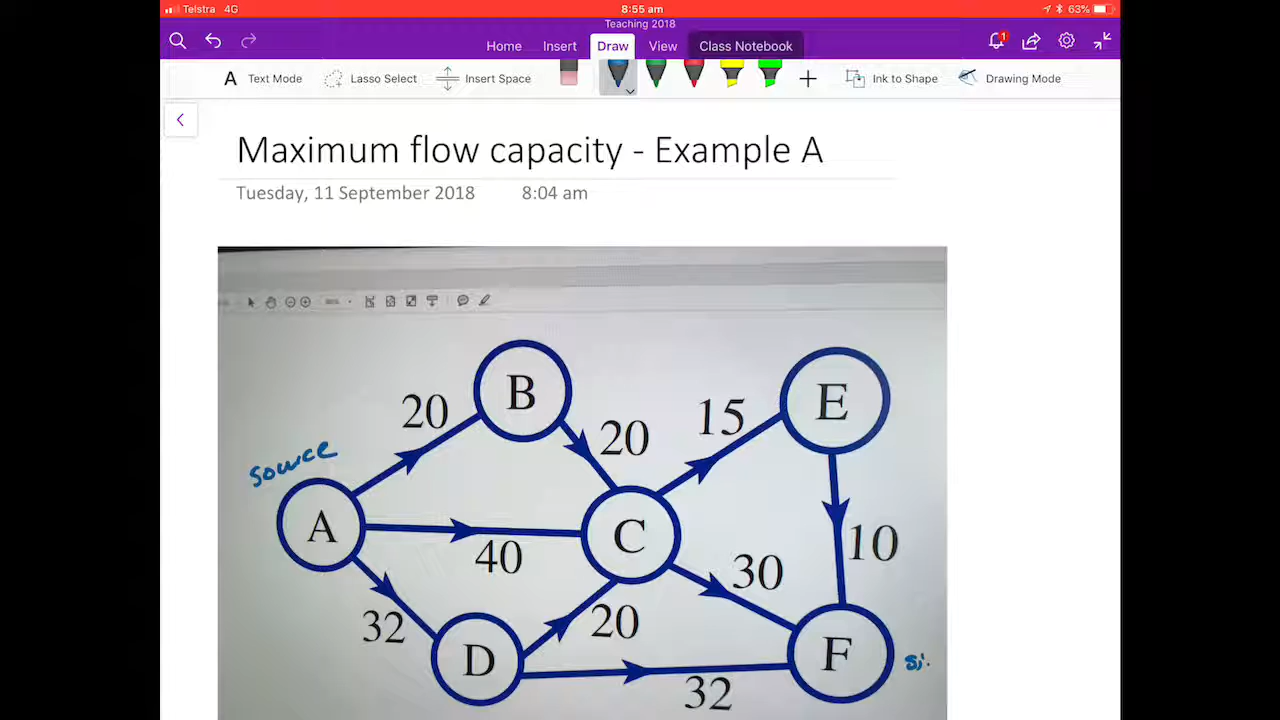 Telstra 4G 8:55 am 63%
Teaching 2018
Home Insert Draw View Class Notebook 1
A Text Mode Lasso Select Insert Space Ink to Shape Drawing Mode
Maximum flow capacity - Example A
Tuesday, 11 September 2018 8:04 am
B
E
20
15
20
source
A
C
40
10
30
32
20
D
F
si
32